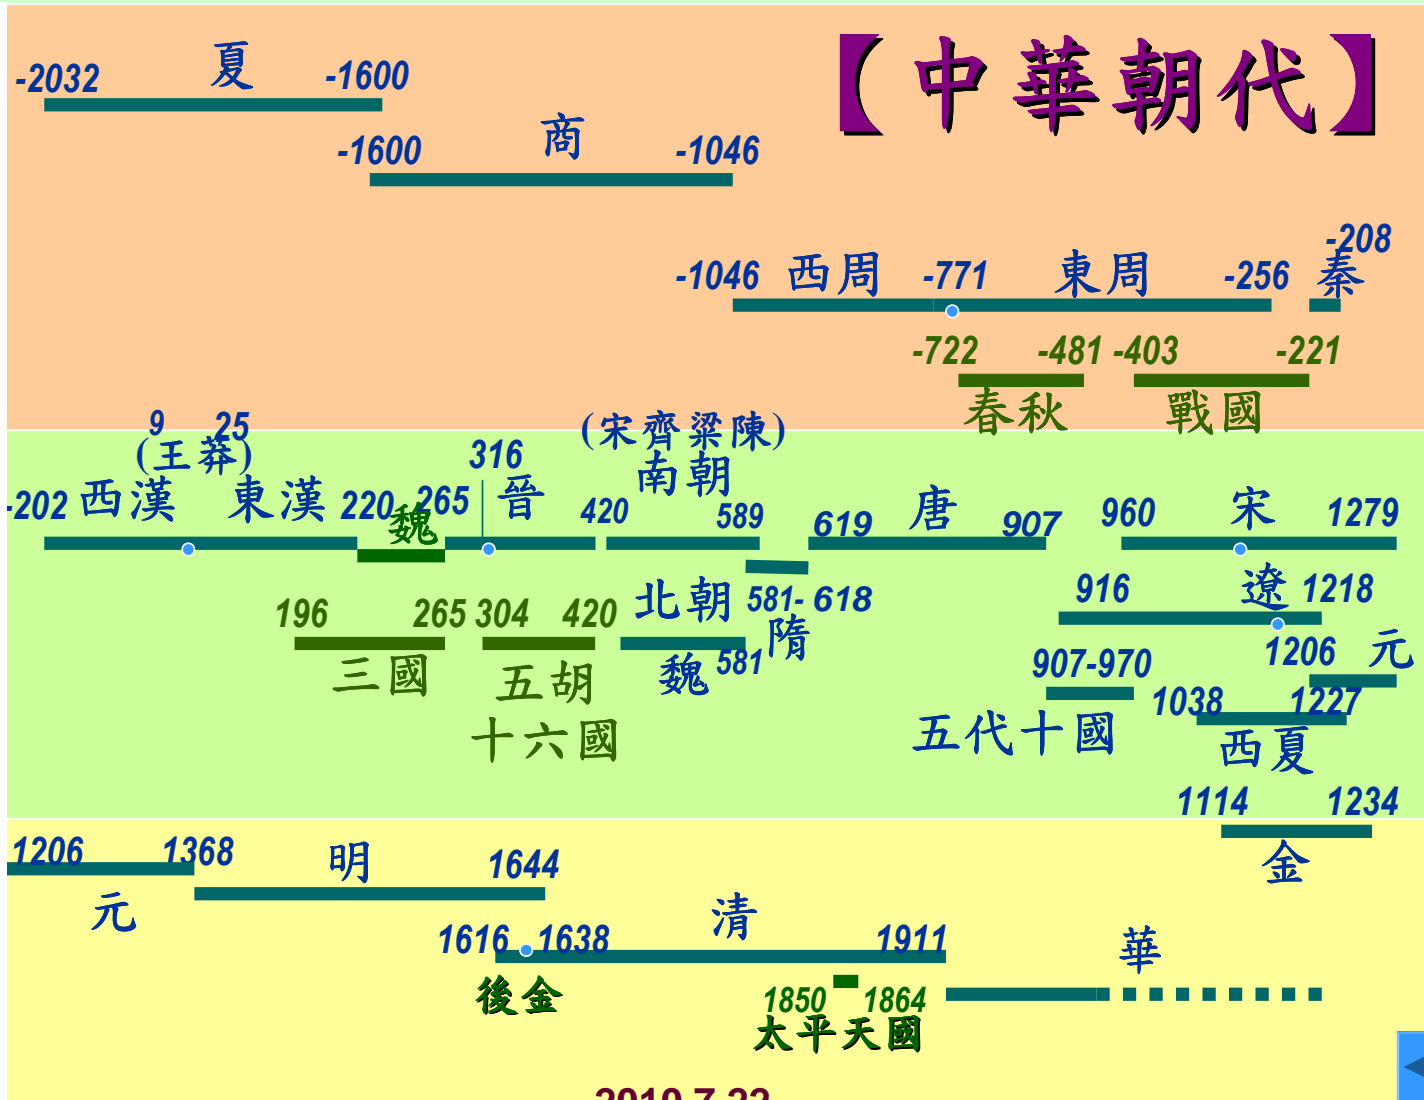 【中華朝代】
-2032 夏 -1600
-1600 商 -1046
-1046 西周 -771 東周 -256 秦 -208
-722 -481 -403 -221
春秋 戰國
9 25
(王莽)
(宋齊梁陳)
316
南朝
-202 西漢 東漢 220 魏 265 晉 420 589 619 唐 907 960 宋 1279
916 遼 1218
196 265 304 420 北朝 581-618
三國 五胡 魏 581 隋
十六國
907-970 1206 元
五代十國 1038 1227
西夏
1114 1234
金
1206 1368 明 1644
元
1616 1638 清 1911 華
後金 1850 1864
太平天國